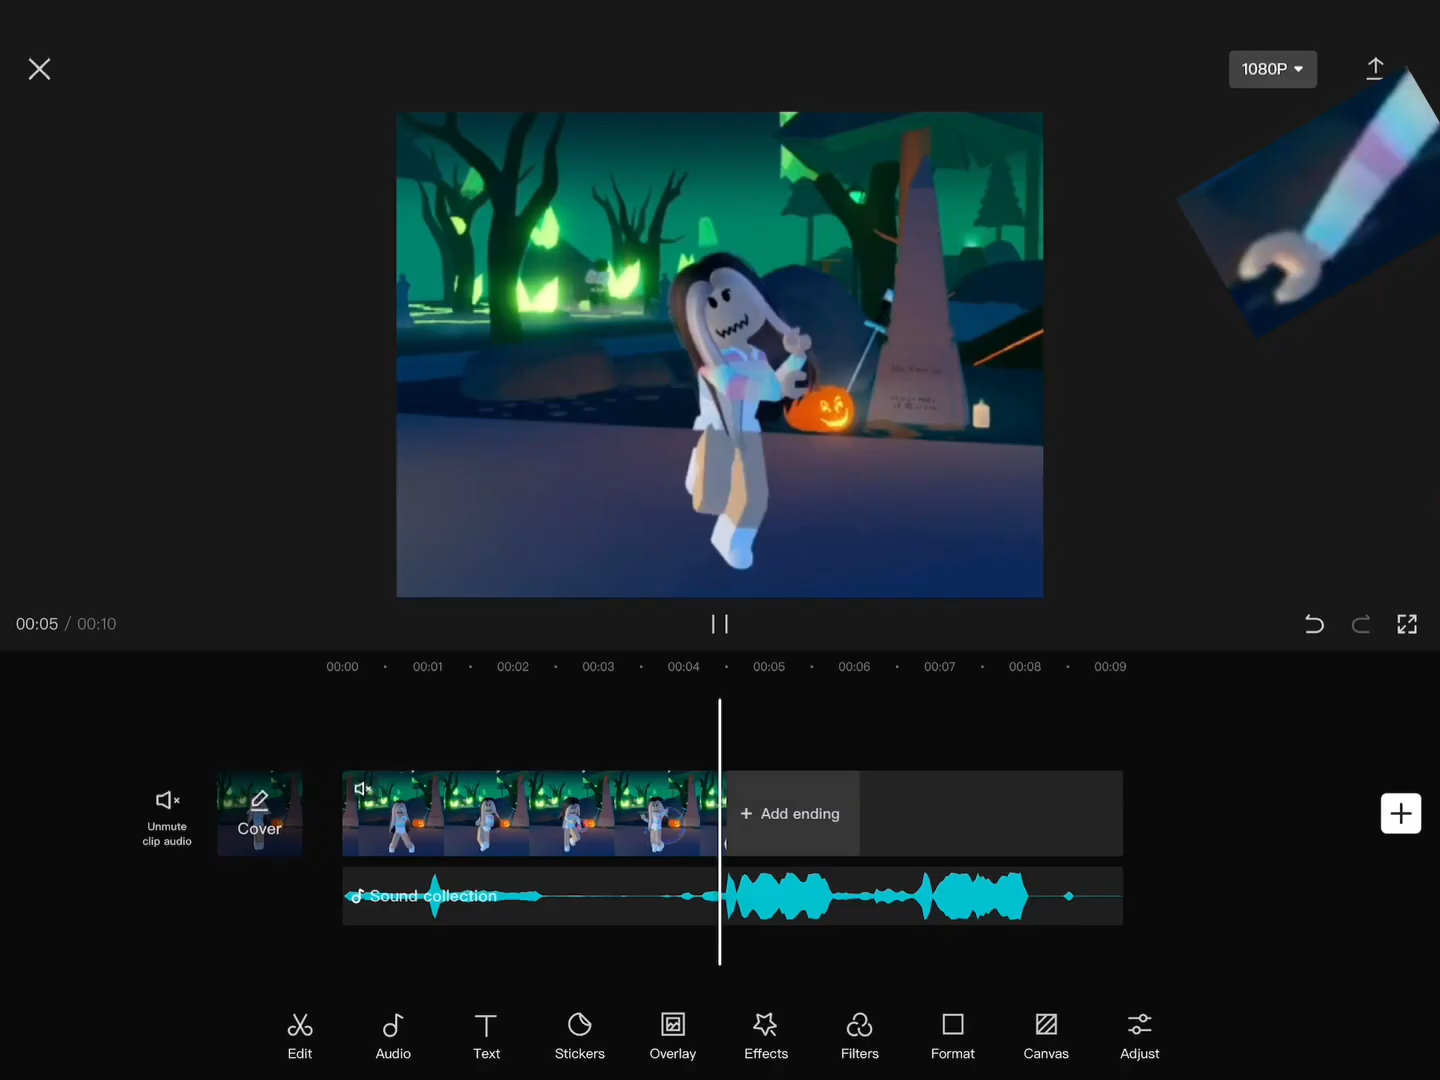 1080P
00:05 / 00:10
00:00 00:01 00:02 00:03 00:04 00:05 00:06 00:07 00:08 00:09
Unmute
clip audio
Cover
+ Add ending
Sound collection
Edit Audio Text Stickers Overlay Effects Filters Format Canvas Adjust